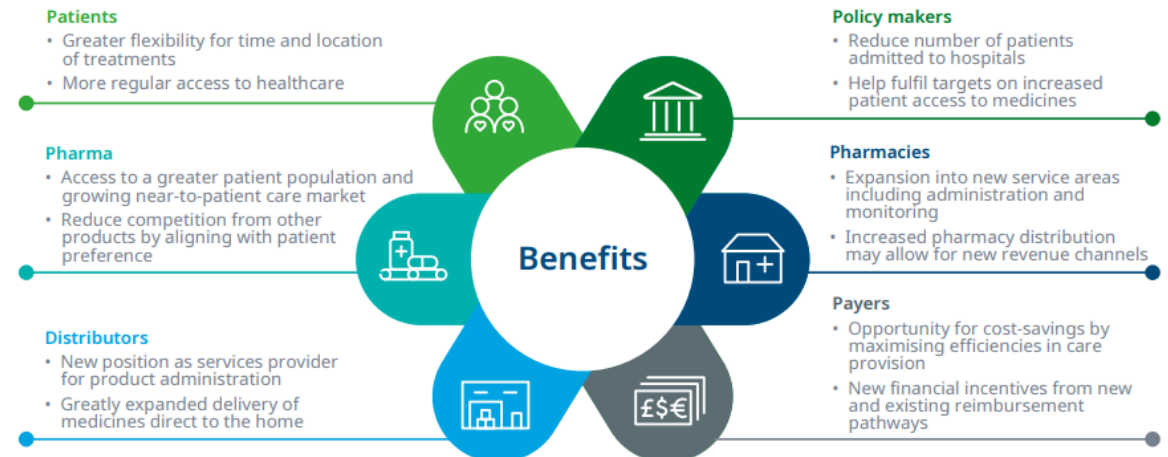 Patients
• Greater flexibility for time and location
of treatments
• More regular access to healthcare
Pharma
• Access to a greater patient population and
growing near-to-patient care market
• Reduce competition from other
products by aligning with patient
preference
Distributors
• New position as services provider
for product administration
• Greatly expanded delivery of
medicines direct to the home
Benefits
£$€
Policy makers
• Reduce number of patients
admitted to hospitals
• Help fulfil targets on increased
patient access to medicines
Pharmacies
• Expansion into new service areas
including administration and
monitoring
• Increased pharmacy distribution
may allow for new revenue channels
Payers
• Opportunity for cost-savings by
maximising efficiencies in care
provision
• New financial incentives from new
and existing reimbursement
pathways